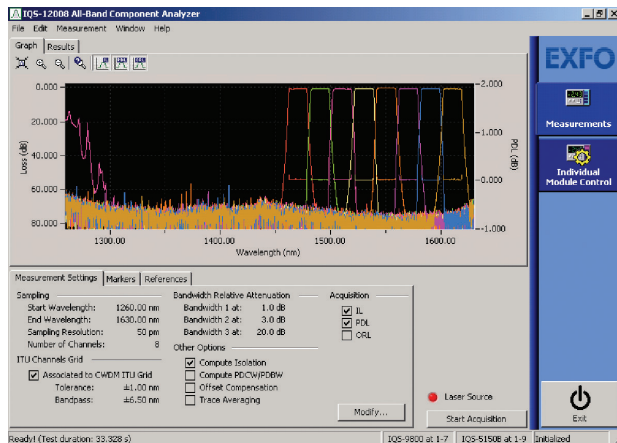 IQS-12008 All-Band Component Analyzer
File Edit Measurement Window Help
Graph Results
EXFO
0.000
20.000
40.000
60.000
80.000
Loss (dB)
2.000
1.000
0.000
-1.000
PDL (dB)
1300.00 1400.00 1500.00 1600.00
Wavelength (nm)
Measurements
Individual
Module Control
Measurement Settings Markers References
Sampling
Start Wavelength: 1260.00 nm
End Wavelength: 1630.00 nm
Sampling Resolution: 50 pm
Number of Channels: 8
ITU Channels Grid
Associated to CWDM ITU Grid
Tolerance: ±1.00 nm
Bandpass: ±6.50 nm
Bandwidth Relative Attenuation
Bandwidth 1 at: 1.0 dB
Bandwidth 2 at: 3.0 dB
Bandwidth 3 at: 20.0 dB
Other Options
Compute Isolation
Compute PDCW/PDBW
Offset Compensation
Trace Averaging
Acquisition
IL
PDL
ORL
Modify...
Laser Source
Start Acquisition
Exit
Ready! (Test duration: 33.328 s) IQS-9800 at 1-7 IQS-5150B at 1-9 Initialized